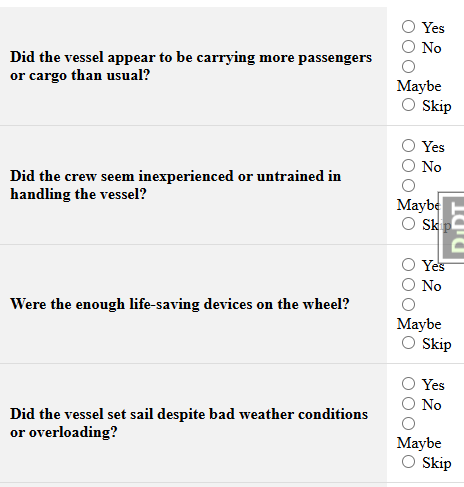 Did the vessel appear to be carrying more passengers
or cargo than usual?
Yes
No
Maybe
Skip
Did the crew seem inexperienced or untrained in
handling the vessel?
Yes
No
Maybe
Skip
Were the enough life-saving devices on the wheel?
Yes
No
Maybe
Skip
Did the vessel set sail despite bad weather conditions
or overloading?
Yes
No
Maybe
Skip